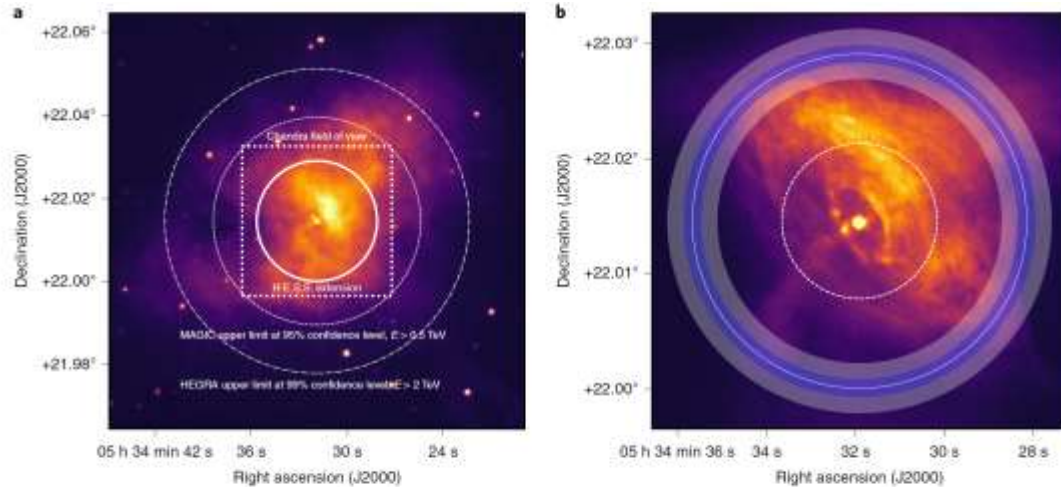 a
+22.06°
+22.04°
+22.02°
+22.00°
+21.98°
Declination (J2000)
Chandra field of view
H.E.S.S. extension
MAGIC upper limit at 95% confidence level, E > 0.5 TeV
HEGRA upper limit at 99% confidence level, E > 2 TeV
05 h 34 min 42 s
36 s
30 s
24 s
Right ascension (J2000)
b
+22.03°
+22.02°
+22.01°
+22.00°
Declination (J2000)
05 h 34 min 36 s
34 s
32 s
30 s
28 s
Right ascension (J2000)